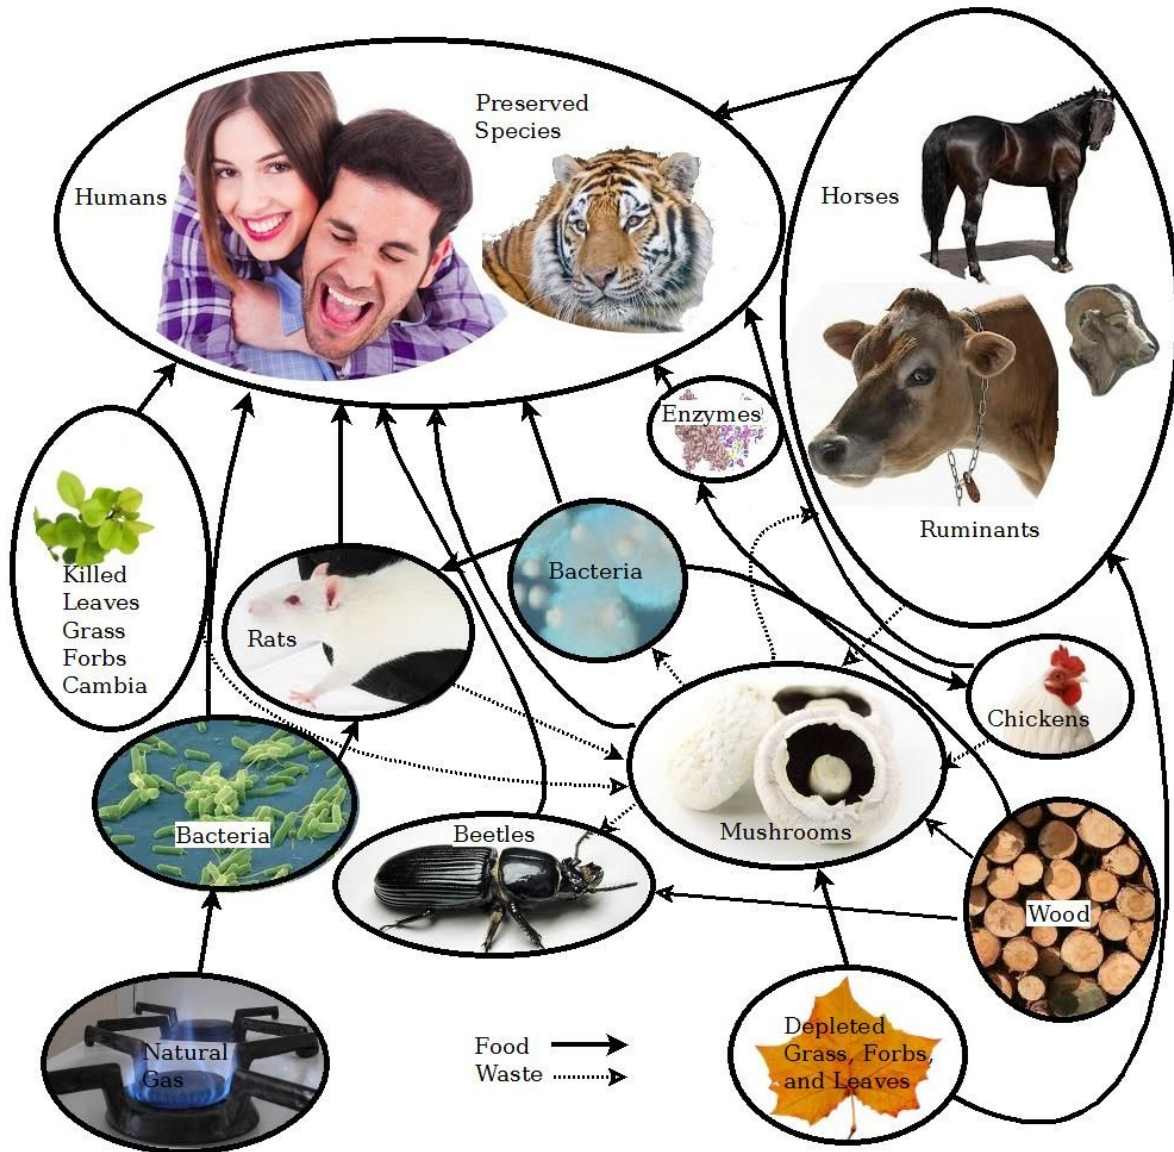 Preserved
Species
Humans
Horses
Enzymes
Ruminants
Bacteria
Killed
Leaves
Grass
Forbs
Cambia
Rats
Chickens
Bacteria
Beetles
Mushrooms
Wood
Natural
Gas
Food
Waste
Depleted
Grass, Forbs,
and Leaves